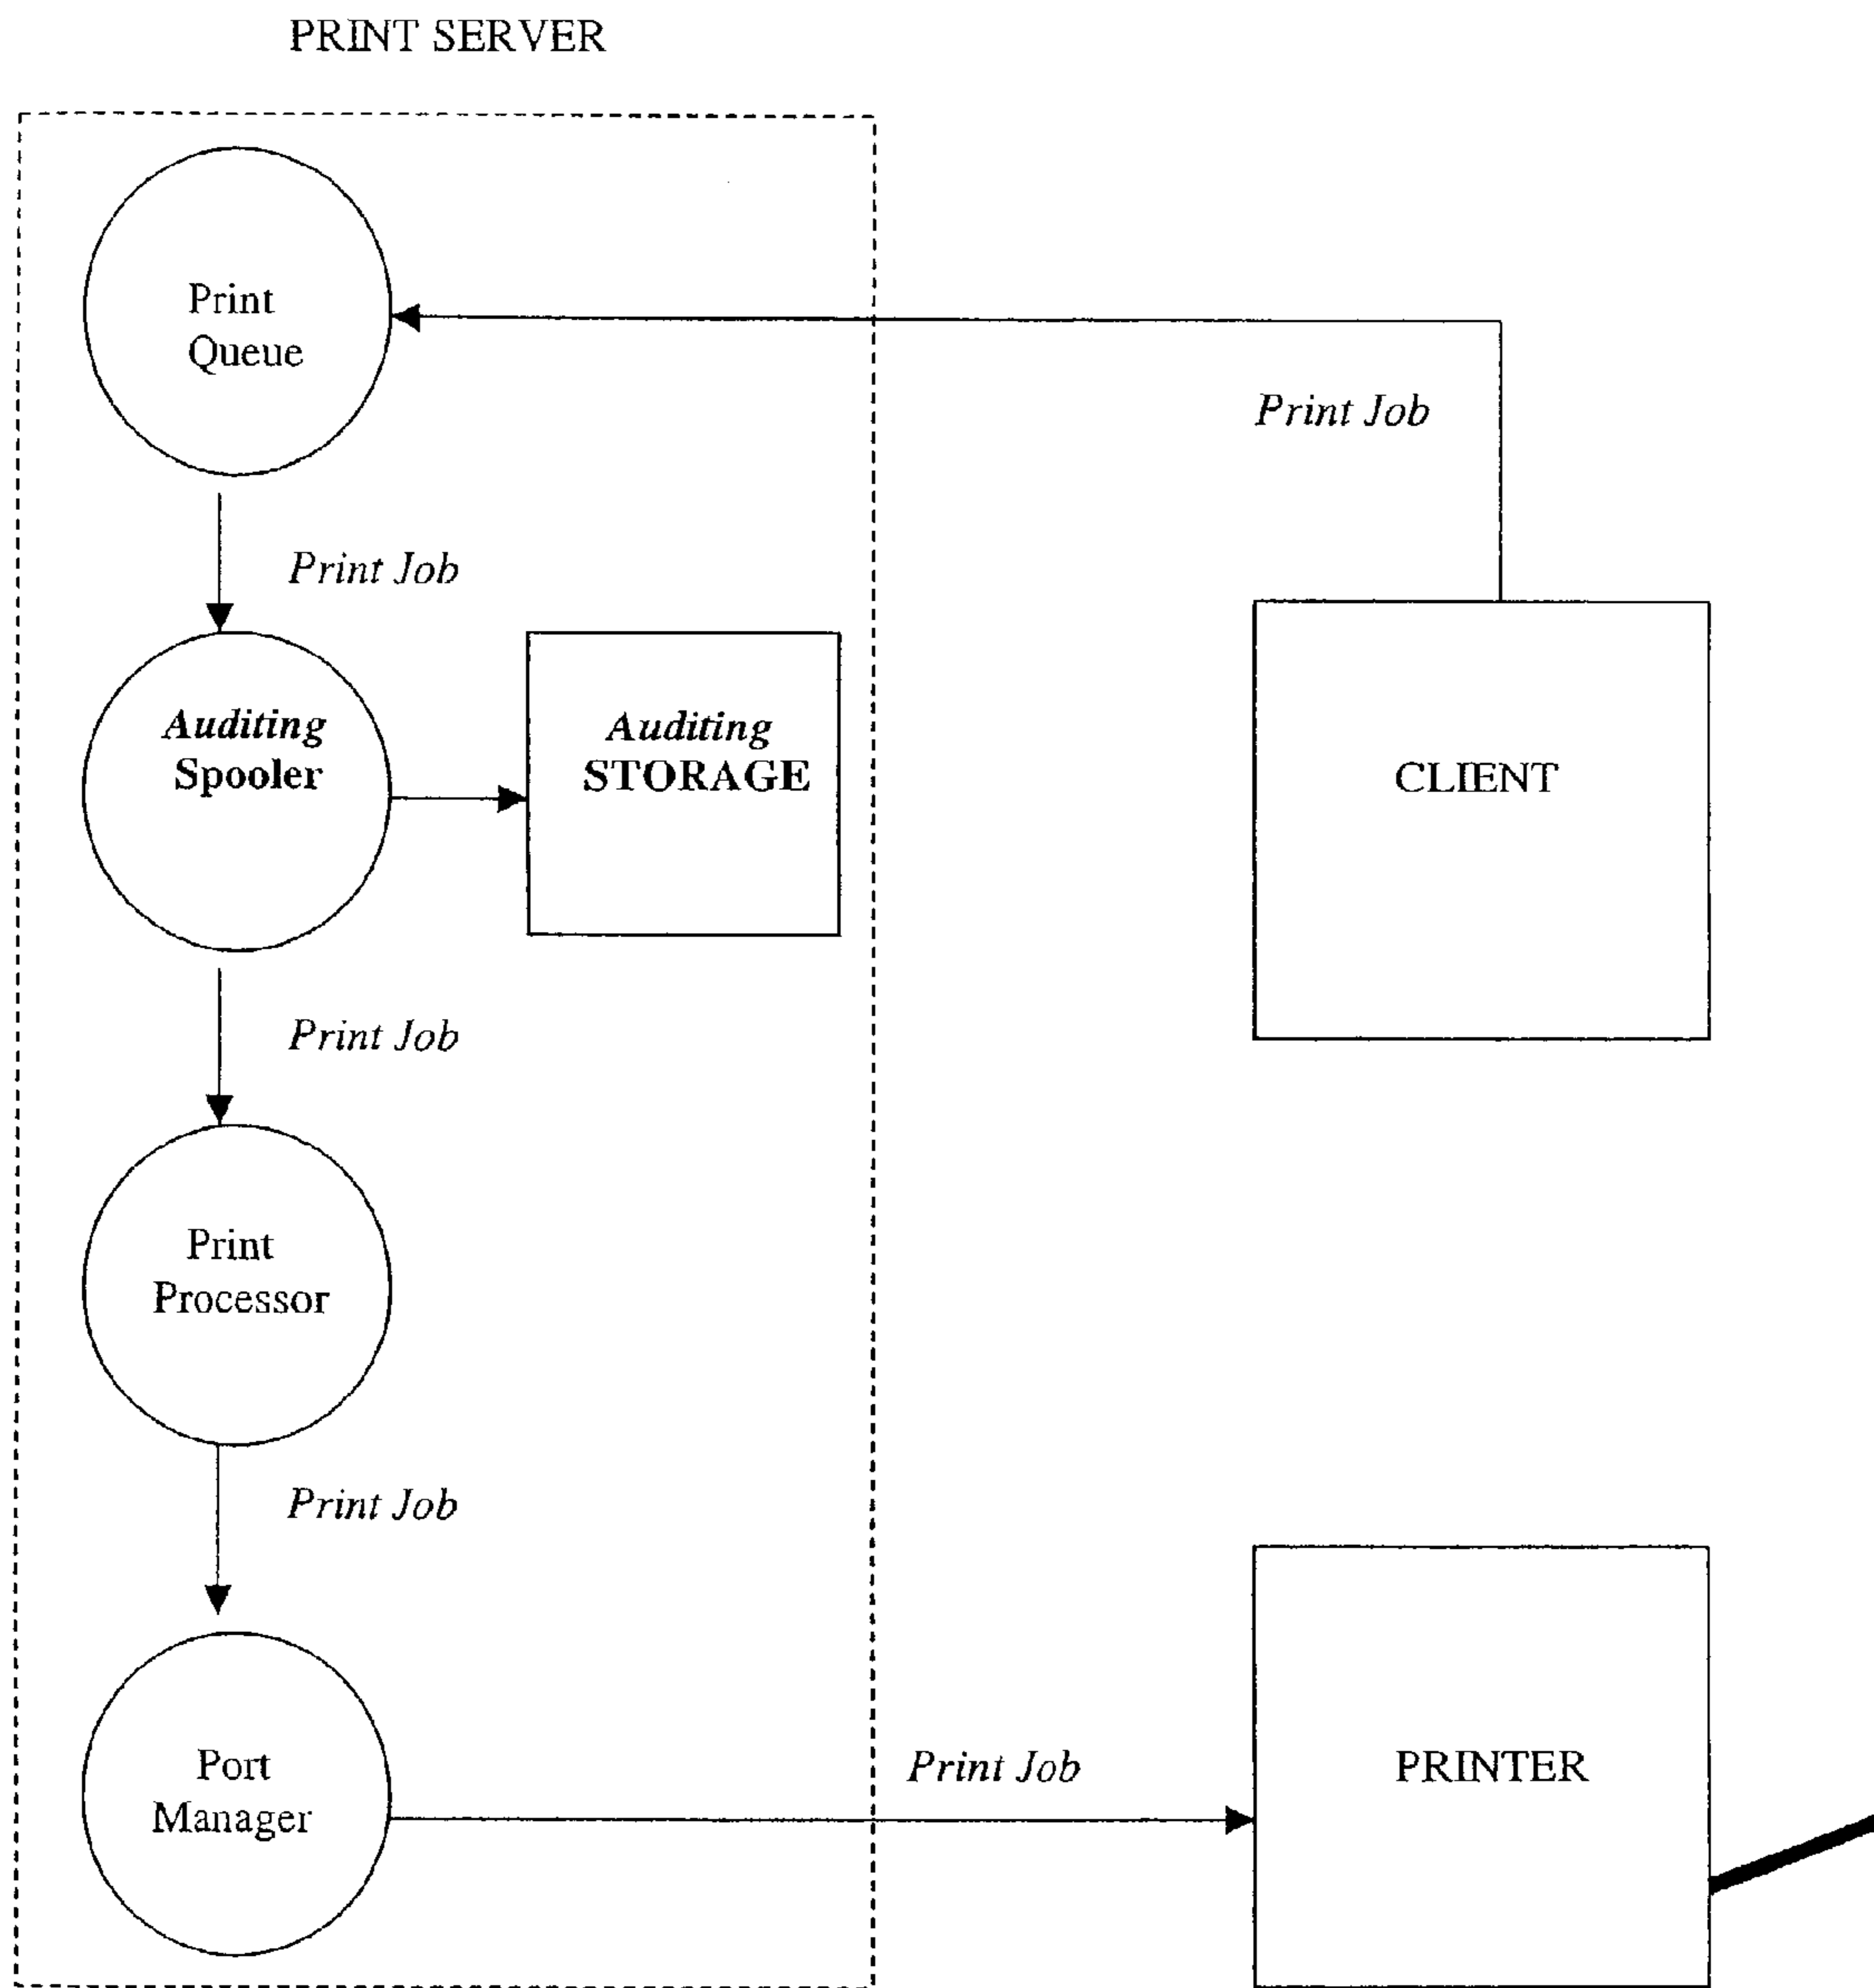 PRINT SERVER
Print
Queue
Print Job
Print Job
Auditing
Spooler
Auditing
STORAGE
CLIENT
Print Job
Print
Processor
Print Job
Port
Manager
Print Job
PRINTER